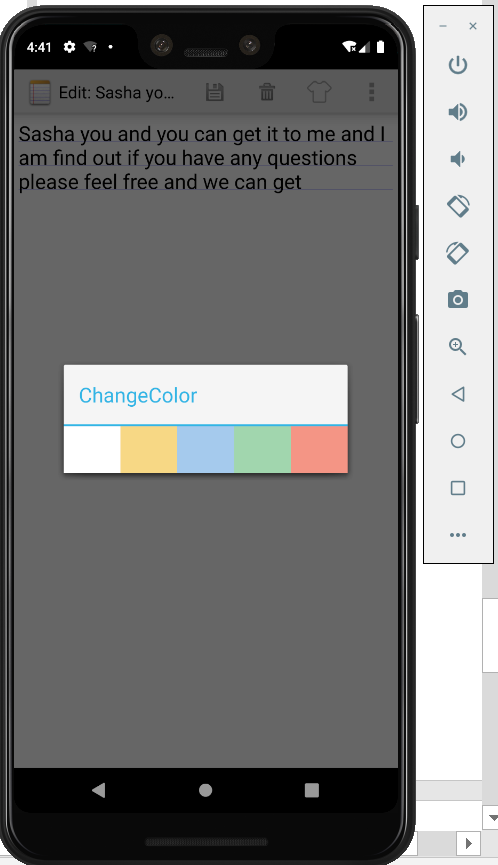 4:41
Edit: Sasha yo...
Sasha you and you can get it to me and I
am find out if you have any questions
please feel free and we can get
ChangeColor